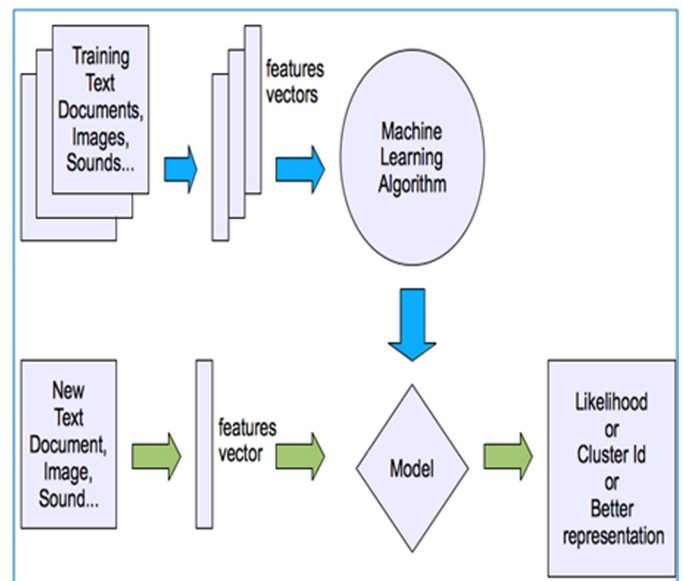 Training
Text
Documents,
Images,
Sounds...
features
vectors
Machine
Learning
Algorithm
New
Text
Document,
Image,
Sound...
features
vector
Model
Likelihood
or
Cluster Id
or
Better
representation